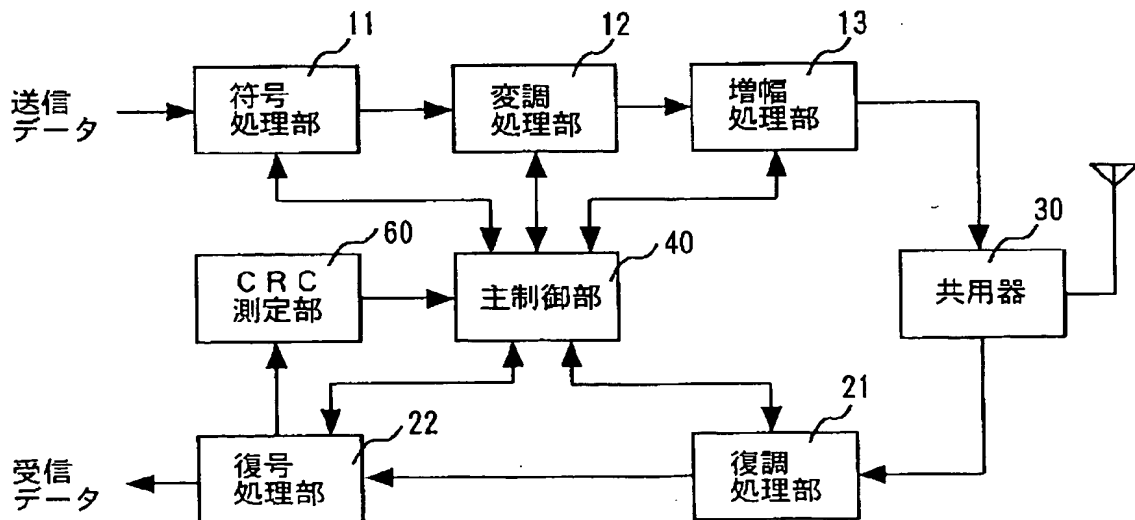 11
12
13
送信
データ
符号
処理部
変調
処理部
増幅
処理部
60
40
30
CRC
測定部
主制御部
共用器
22
21
受信
データ
復号
処理部
復調
処理部